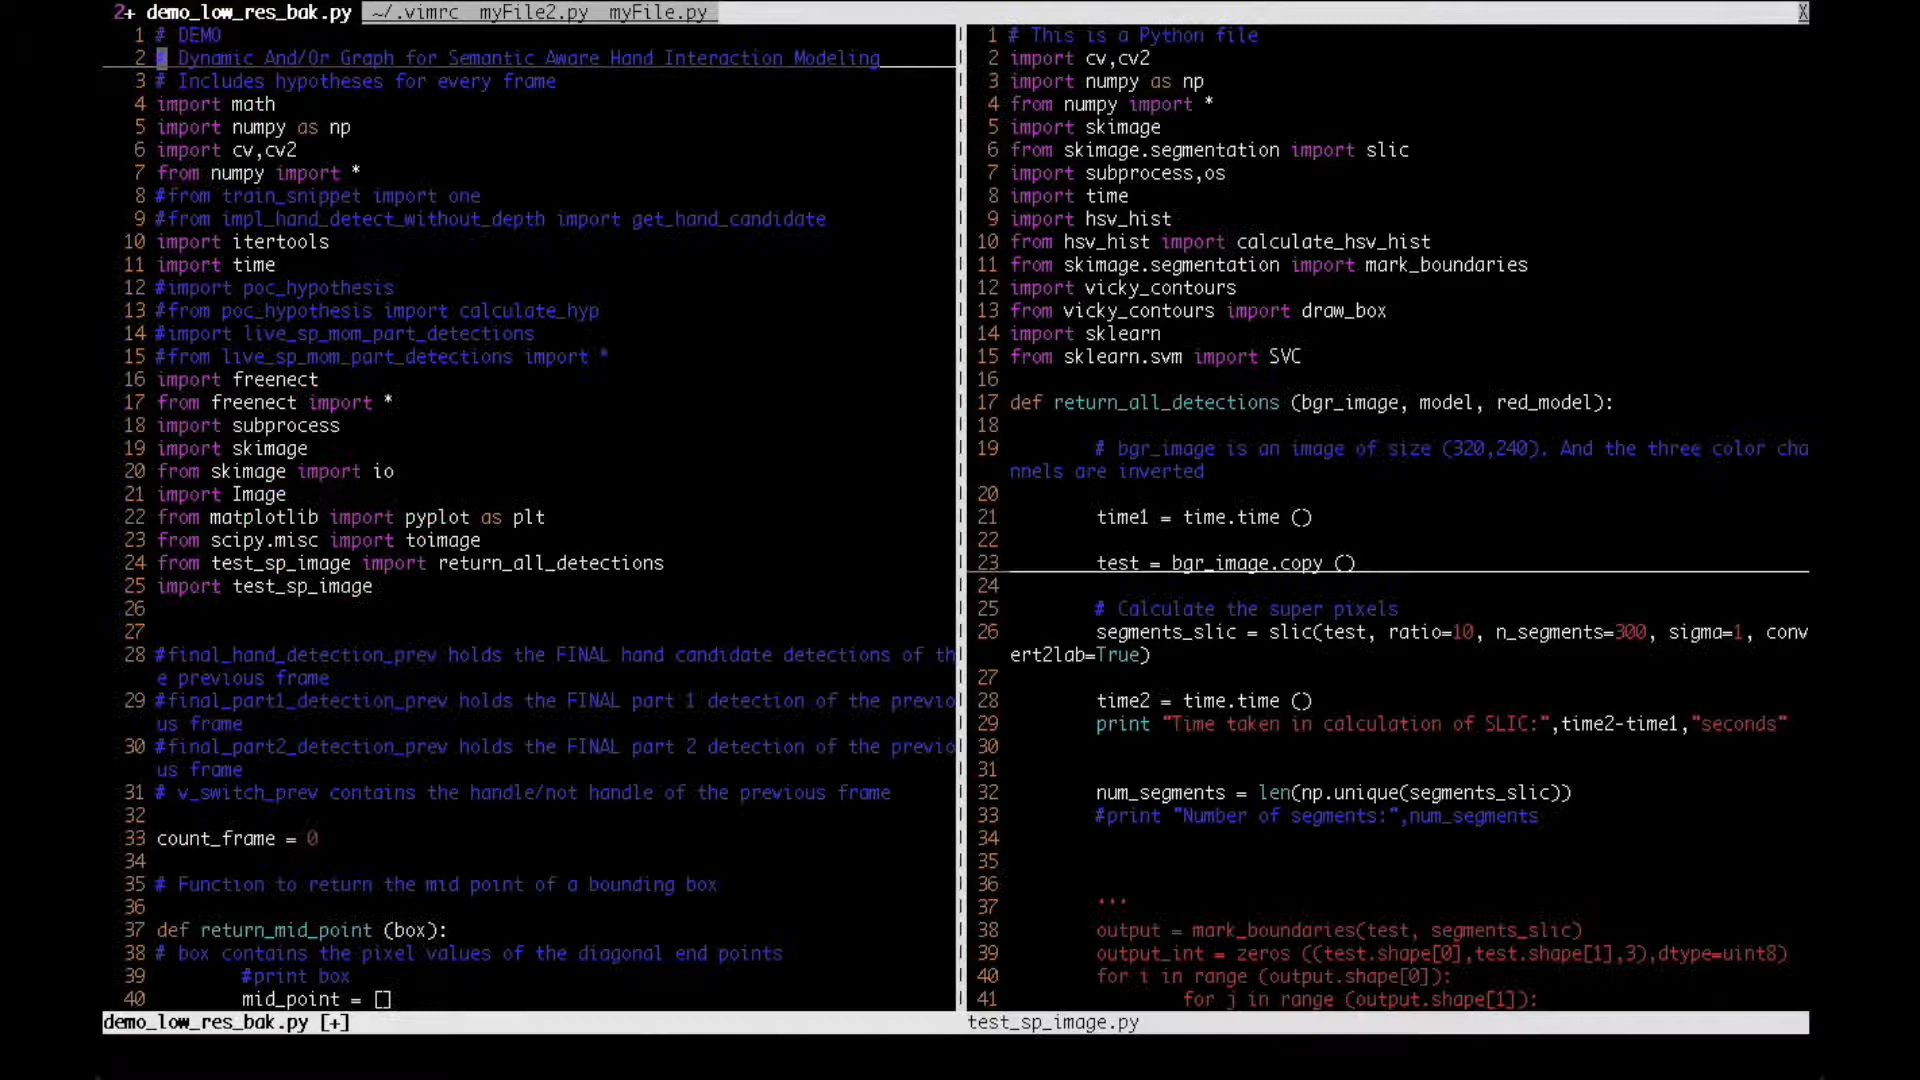 2+ demo_low_res_bak.py  ~/.vimrc  myFile2.py  myFile.py X
1 # DEMO
2 # Dynamic And/Or Graph for Semantic Aware Hand Interaction Modeling
3 # Includes hypotheses for every frame
4 import math
5 import numpy as np
6 import cv,cv2
7 from numpy import *
8 #from train_snippet import one
9 #from impl_hand_detect_without_depth import get_hand_candidate
10 import itertools
11 import time
12 #import poc_hypothesis
13 #from poc_hypothesis import calculate_hyp
14 #import live_sp_mom_part_detections
15 #from live_sp_mom_part_detections import *
16 import freenect
17 from freenect import *
18 import subprocess
19 import skimage
20 from skimage import io
21 import Image
22 from matplotlib import pyplot as plt
23 from scipy.misc import toimage
24 from test_sp_image import return_all_detections
25 import test_sp_image
26
27
28 #final_hand_detection_prev holds the FINAL hand candidate detections of th
e previous frame
29 #final_part1_detection_prev holds the FINAL part 1 detection of the previo
us frame
30 #final_part2_detection_prev holds the FINAL part 2 detection of the previo
us frame
31 # v_switch_prev contains the handle/not handle of the previous frame
32
33 count_frame = 0
34
35 # Function to return the mid point of a bounding box
36
37 def return_mid_point (box):
38 # box contains the pixel values of the diagonal end points
39         #print box
40         mid_point = []
demo_low_res_bak.py [+]
1 # This is a Python file
2 import cv,cv2
3 import numpy as np
4 from numpy import *
5 import skimage
6 from skimage.segmentation import slic
7 import subprocess,os
8 import time
9 import hsv_hist
10 from hsv_hist import calculate_hsv_hist
11 from skimage.segmentation import mark_boundaries
12 import vicky_contours
13 from vicky_contours import draw_box
14 import sklearn
15 from sklearn.svm import SVC
16
17 def return_all_detections (bgr_image, model, red_model):
18
19         # bgr_image is an image of size (320,240). And the three color cha
nnels are inverted
20
21         time1 = time.time ()
22
23         test = bgr_image.copy ()
24
25         # Calculate the super pixels
26         segments_slic = slic(test, ratio=10, n_segments=300, sigma=1, conv
ert2lab=True)
27
28         time2 = time.time ()
29         print "Time taken in calculation of SLIC:",time2-time1,"seconds"
30
31
32         num_segments = len(np.unique(segments_slic))
33         #print "Number of segments:",num_segments
34
35
36
37         '''
38         output = mark_boundaries(test, segments_slic)
39         output_int = zeros ((test.shape[0],test.shape[1],3),dtype=uint8)
40         for i in range (output.shape[0]):
41                 for j in range (output.shape[1]):
test_sp_image.py